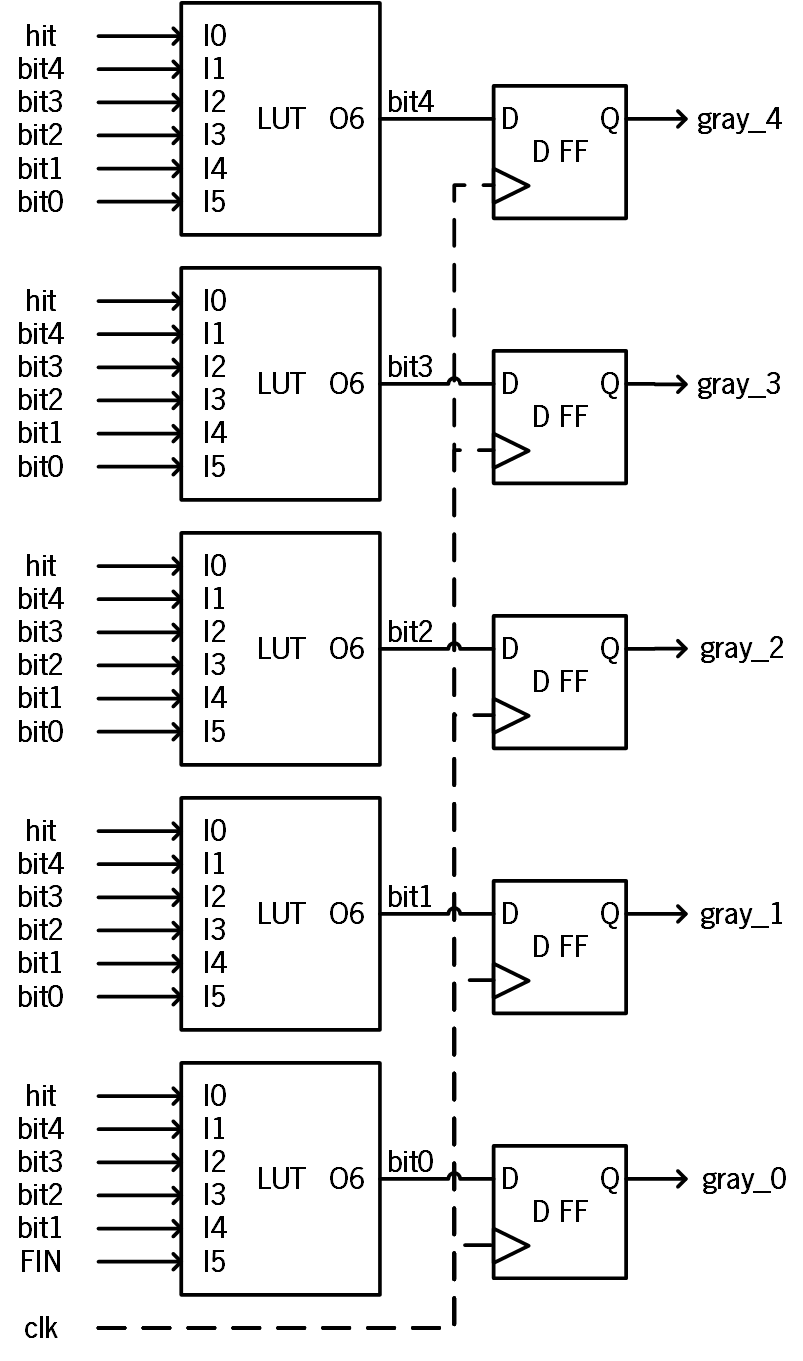 hit I0
bit4 I1
bit3 I2
bit2 I3 LUT O6 bit4 D Q gray_4
bit1 I4 D FF
bit0 I5
hit I0
bit4 I1
bit3 I2
bit2 I3 LUT O6 bit3 D Q gray_3
bit1 I4 D FF
bit0 I5
hit I0
bit4 I1
bit3 I2
bit2 I3 LUT O6 bit2 D Q gray_2
bit1 I4 D FF
bit0 I5
hit I0
bit4 I1
bit3 I2
bit2 I3 LUT O6 bit1 D Q gray_1
bit1 I4 D FF
bit0 I5
hit I0
bit4 I1
bit3 I2
bit2 I3 LUT O6 bit0 D Q gray_0
bit1 I4 D FF
FIN I5
clk